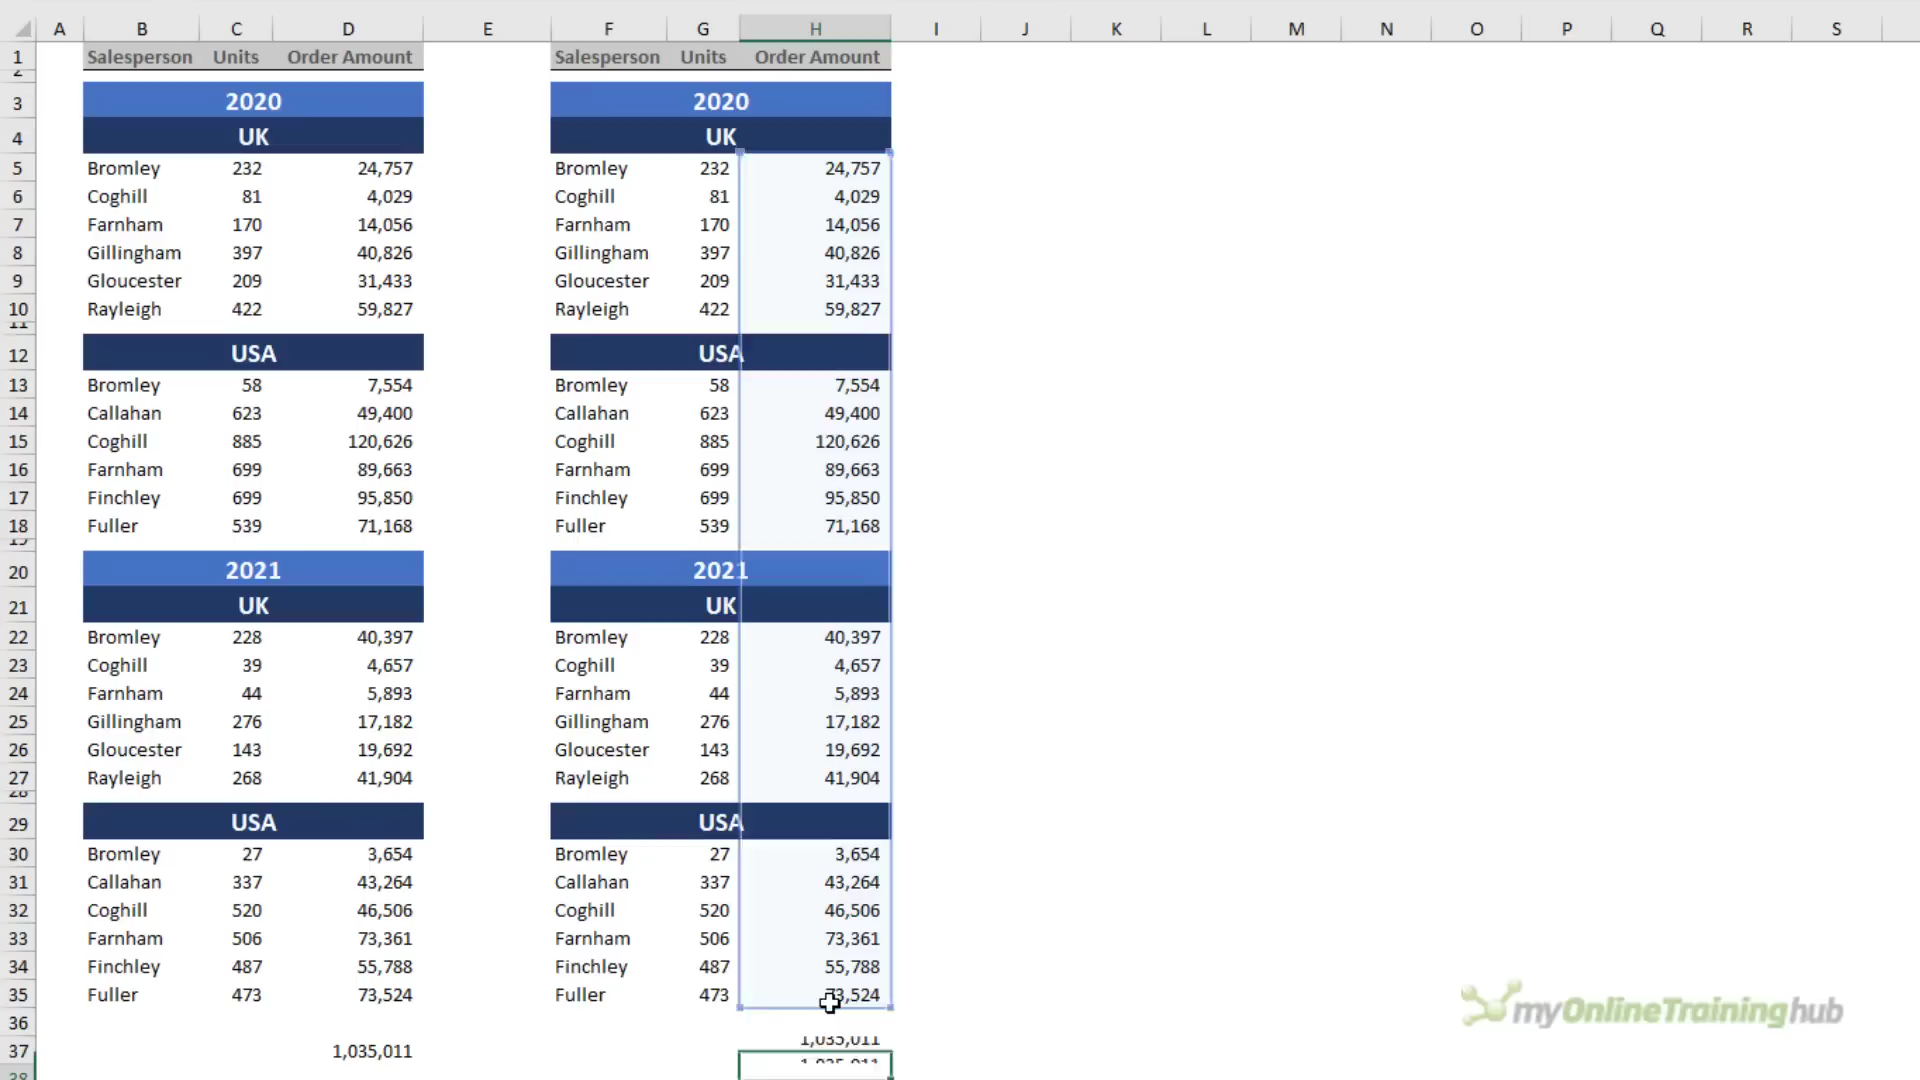 A B C D E F G H I J K L M N O P Q R S
1 Salesperson Units Order Amount Salesperson Units Order Amount
2
3 2020 2020
4 UK UK
5 Bromley 232 24,757 Bromley 232 24,757
6 Coghill 81 4,029 Coghill 81 4,029
7 Farnham 170 14,056 Farnham 170 14,056
8 Gillingham 397 40,826 Gillingham 397 40,826
9 Gloucester 209 31,433 Gloucester 209 31,433
10 Rayleigh 422 59,827 Rayleigh 422 59,827
11
12 USA USA
13 Bromley 58 7,554 Bromley 58 7,554
14 Callahan 623 49,400 Callahan 623 49,400
15 Coghill 885 120,626 Coghill 885 120,626
16 Farnham 699 89,663 Farnham 699 89,663
17 Finchley 699 95,850 Finchley 699 95,850
18 Fuller 539 71,168 Fuller 539 71,168
19
20 2021 2021
21 UK UK
22 Bromley 228 40,397 Bromley 228 40,397
23 Coghill 39 4,657 Coghill 39 4,657
24 Farnham 44 5,893 Farnham 44 5,893
25 Gillingham 276 17,182 Gillingham 276 17,182
26 Gloucester 143 19,692 Gloucester 143 19,692
27 Rayleigh 268 41,904 Rayleigh 268 41,904
28
29 USA USA
30 Bromley 27 3,654 Bromley 27 3,654
31 Callahan 337 43,264 Callahan 337 43,264
32 Coghill 520 46,506 Coghill 520 46,506
33 Farnham 506 73,361 Farnham 506 73,361
34 Finchley 487 55,788 Finchley 487 55,788
35 Fuller 473 73,524 Fuller 473 73,524
36
37 1,035,011 1,035,011
38
myOnlineTraininghub